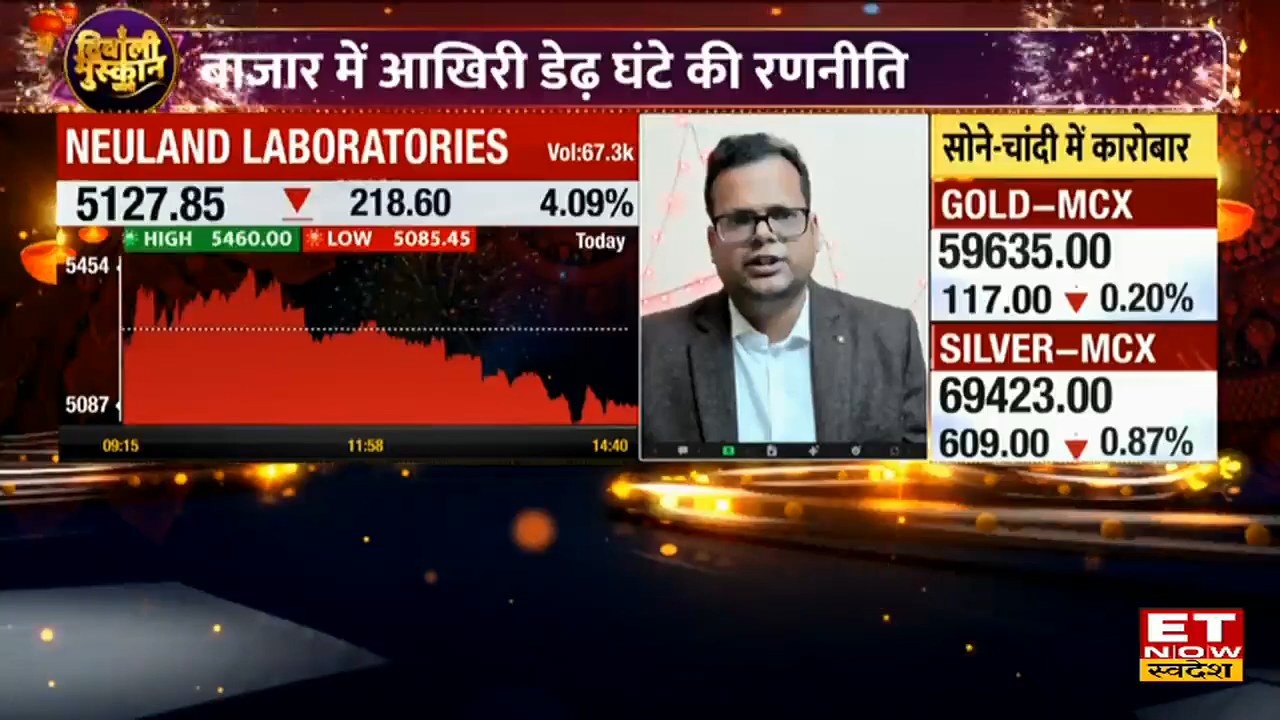 दिवाली
मुस्कान
बाजार में आखिरी डेढ़ घंटे की रणनीति
NEULAND LABORATORIES Vol:67.3k
5127.85 218.60 4.09%
HIGH 5460.00 LOW 5085.45 Today
5454
5087
09:15 11:58 14:40
सोने-चांदी में कारोबार
GOLD-MCX
59635.00
117.00 0.20%
SILVER-MCX
69423.00
609.00 0.87%
ET
NOW
स्वदेश